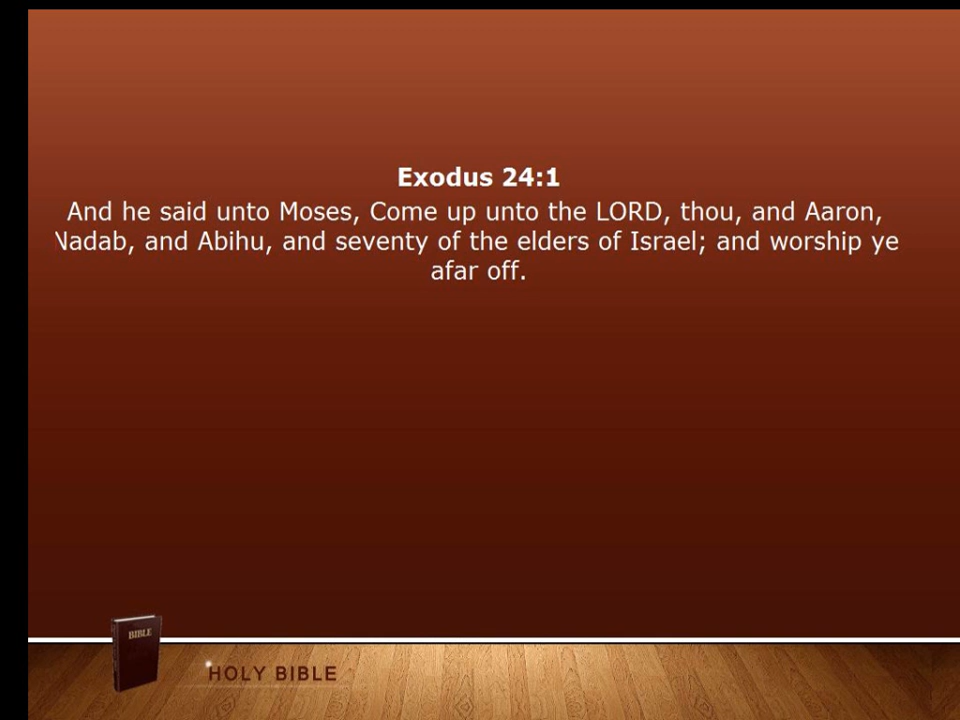 Exodus 24:1
And he said unto Moses, Come up unto the LORD, thou, and Aaron,
Nadab, and Abihu, and seventy of the elders of Israel; and worship ye
afar off.
BIBLE
HOLY BIBLE